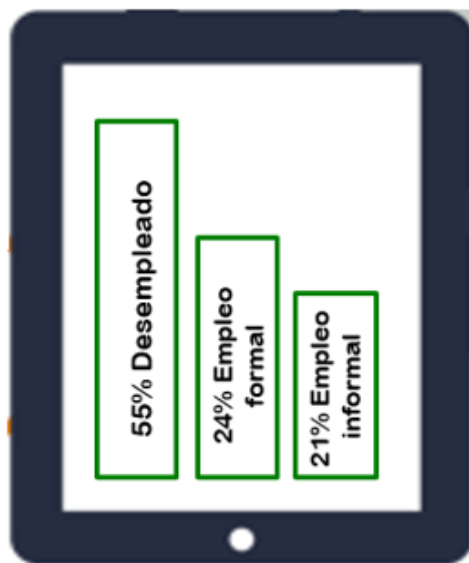 55% Desempleado
24% Empleo
formal
21% Empleo
informal